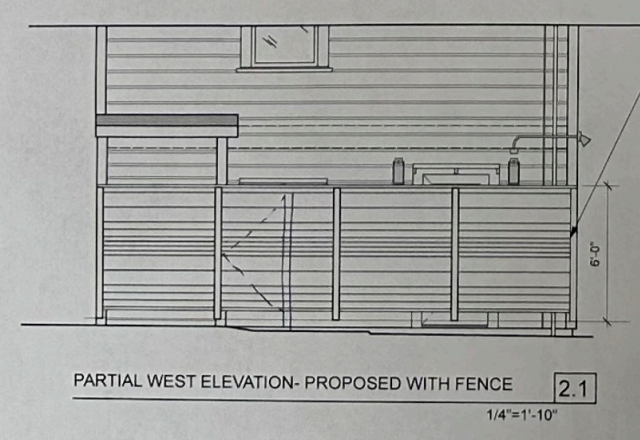 6'-0"
PARTIAL WEST ELEVATION- PROPOSED WITH FENCE
2.1
1/4"=1'-10"